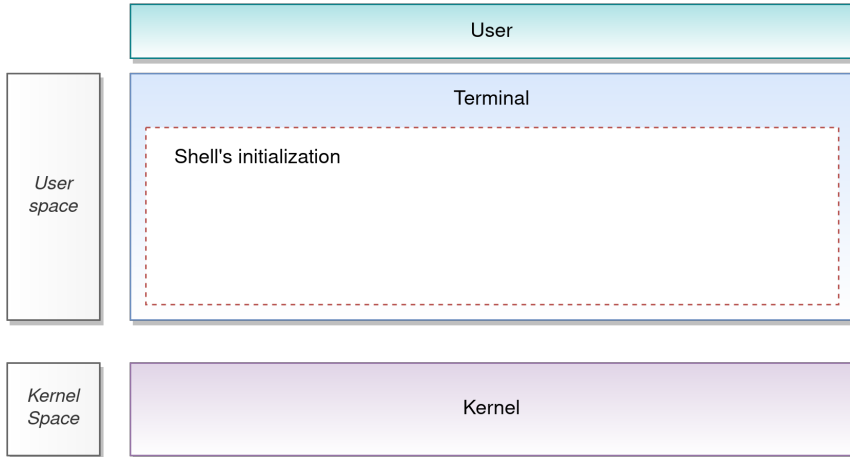 User
Terminal
Shell's initialization
User
space
Kernel
Space
Kernel